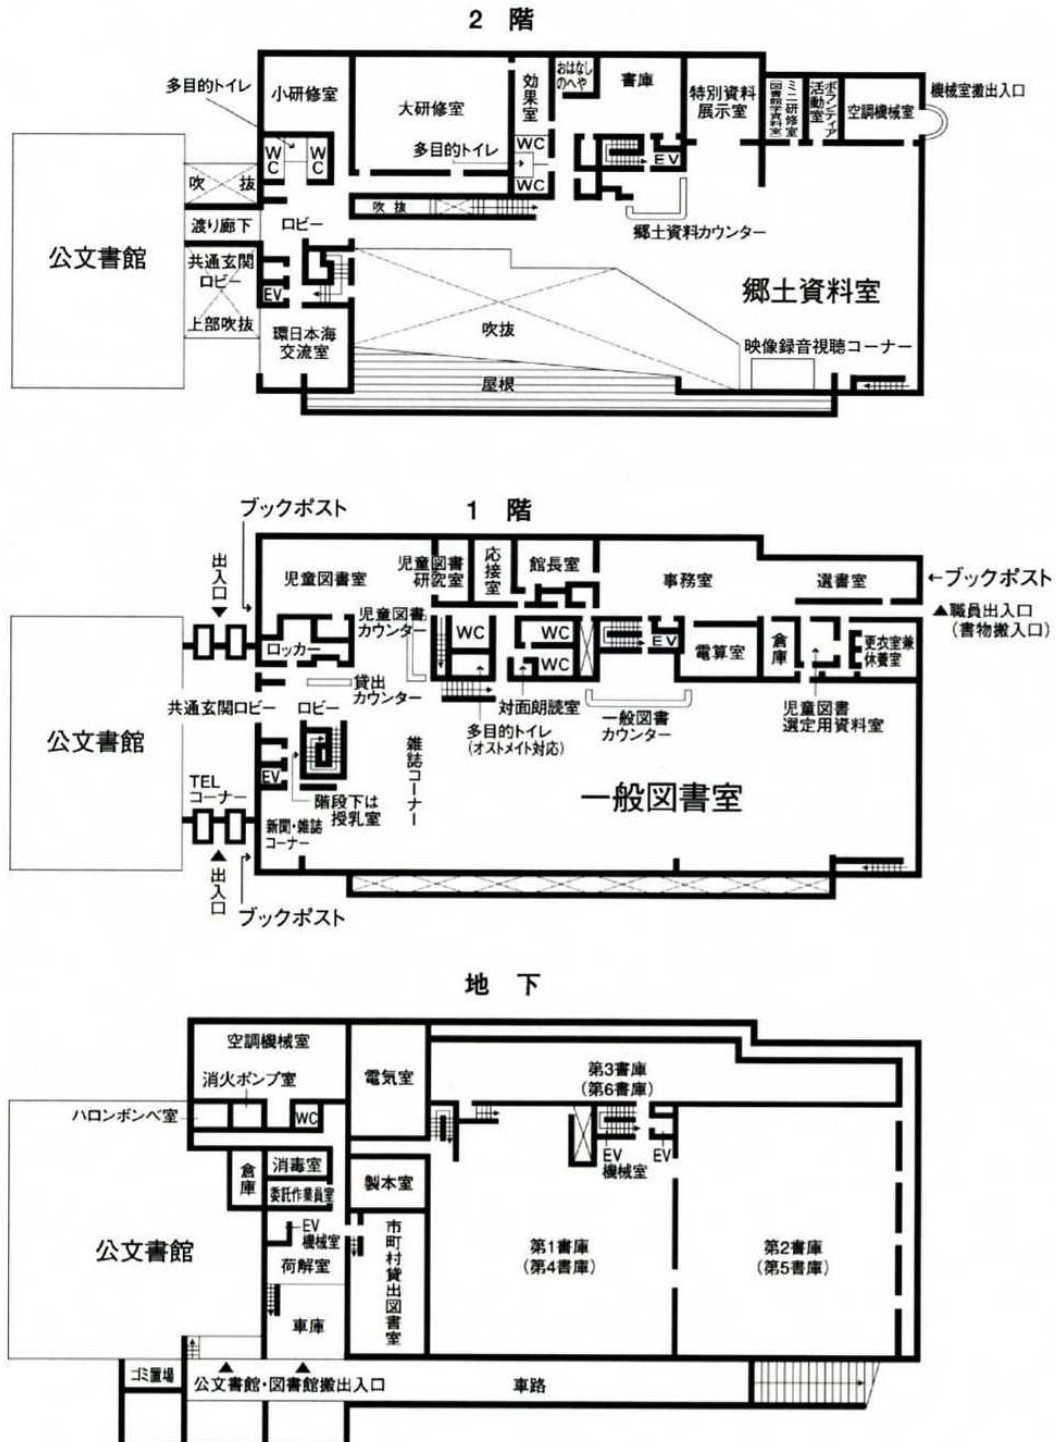 2 階
多目的トイレ
小研修室
大研修室
効果室
おはなし
のへや
書庫
特別資料
展示室
ミニ研修室
(図書館学資料室)
ボランティア
活動室
空調機械室
機械室搬出入口
WC
WC
多目的トイレ
WC
WC
EV
吹 抜
吹 抜
渡り廊下
ロビー
郷土資料カウンター
公文書館
共通玄関
ロビー
上部吹抜
EV
環日本海
交流室
吹抜
屋根
郷土資料室
映像録音視聴コーナー
ブックポスト
1 階
出入口
児童図書室
児童図書
研究室
応接室
館長室
事務室
選書室
←ブックポスト
▲職員出入口
(書物搬入口)
児童図書
カウンター
ロッカー
WC
WC
WC
EV
電算室
倉庫
更衣室兼
休養室
貸出
カウンター
共通玄関ロビー
ロビー
対面朗読室
多目的トイレ
(オストメイト対応)
一般図書
カウンター
児童図書
選定用資料室
公文書館
雑誌コーナー
EV
TEL
コーナー
階段下は
授乳室
新聞・雑誌
コーナー
一般図書室
出入口
ブックポスト
地 下
空調機械室
消火ポンプ室
ハロンボンベ室
WC
電気室
第3書庫
(第6書庫)
EV
機械室
EV
倉庫
消毒室
委託作業員室
製本室
EV
機械室
荷解室
市町村貸出図書室
公文書館
第1書庫
(第4書庫)
第2書庫
(第5書庫)
車庫
ゴミ置場
公文書館・図書館搬出入口
車路